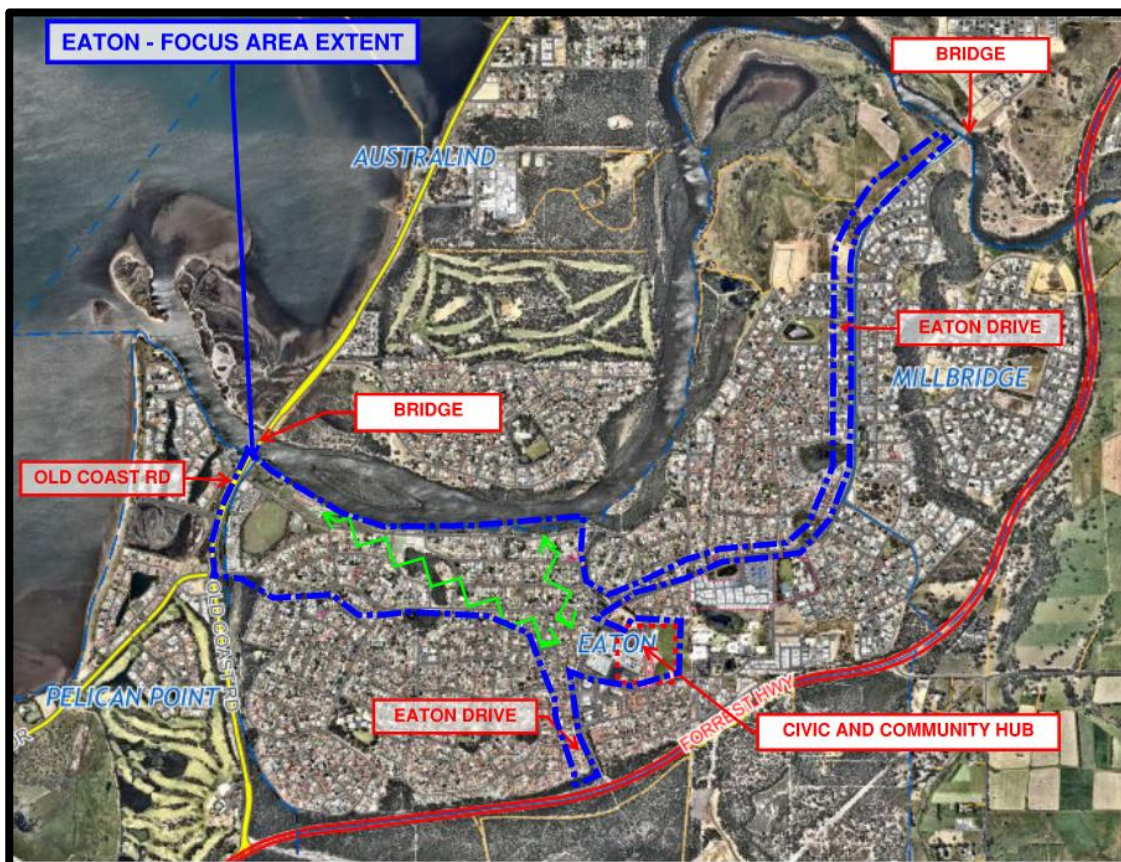 EATON - FOCUS AREA EXTENT
BRIDGE
AUSTRALIND
EATON DRIVE
MILLBRIDGE
BRIDGE
OLD COAST RD
OLD COAST RD
EATON
PELICAN POINT
EATON DRIVE
FORREST HWY
CIVIC AND COMMUNITY HUB